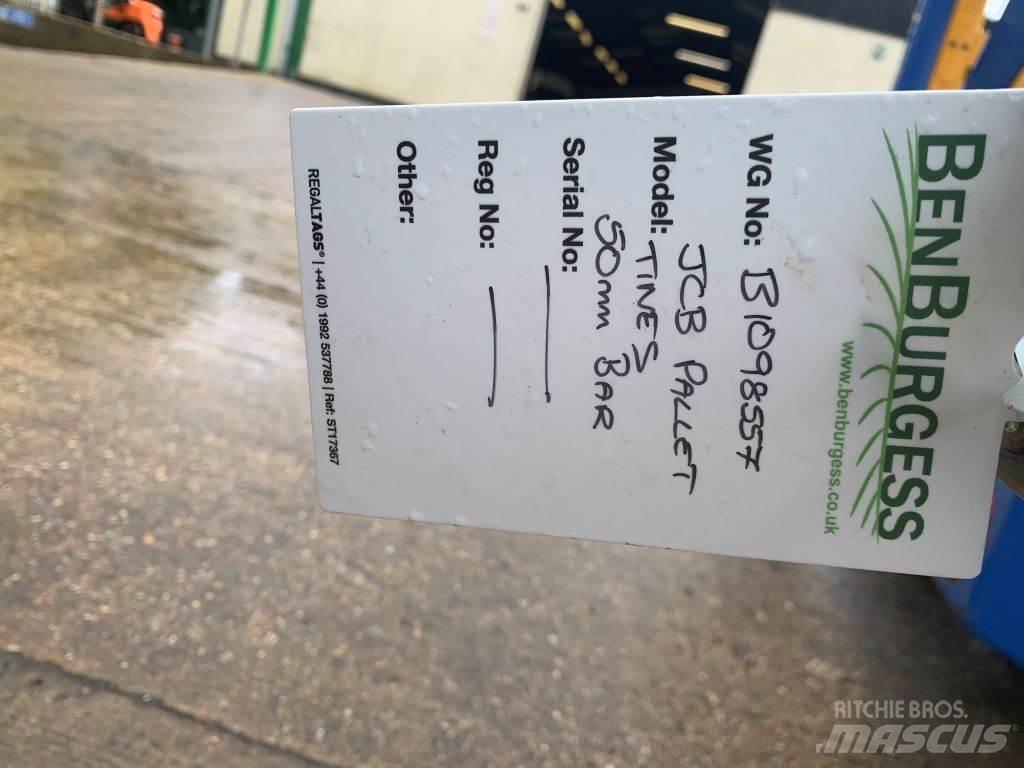 BENBURGESS
www.benburgess.co.uk
WG No: B1098557
JCB PALLET
Model: TINES
50mm BAR
Serial No:
Reg No:
Other:
REGALTAGS® | +44 (0) 1992 537788 | Ref: ST17367
RITCHIE BROS.
MASCUS